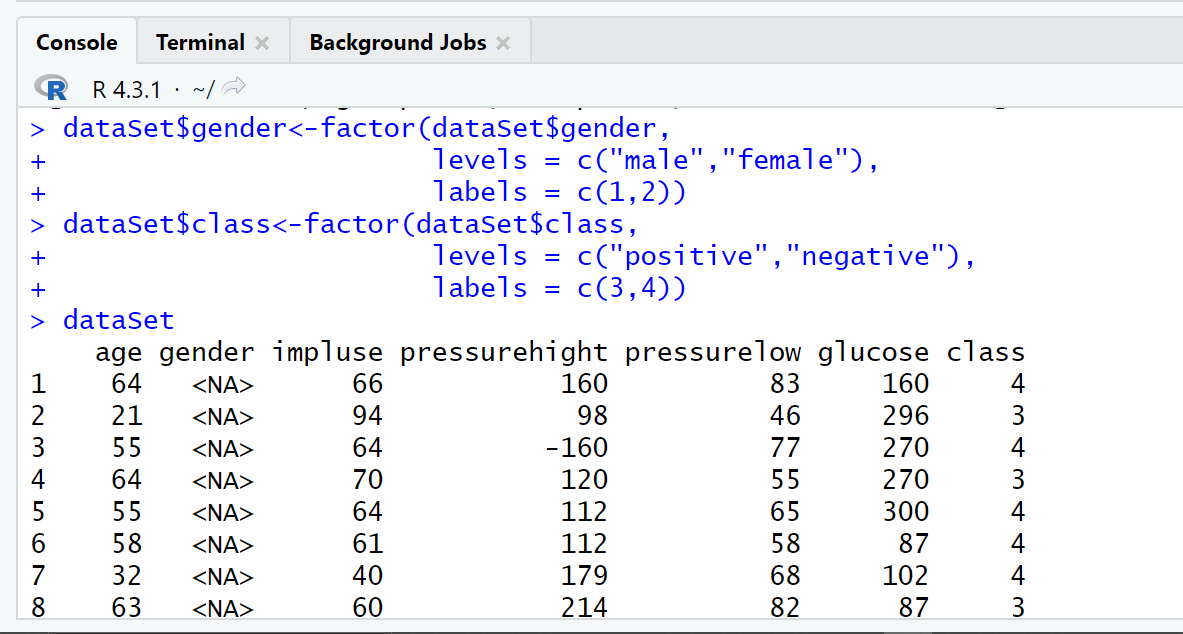 Console Terminal Background Jobs
R R 4.3.1 · ~/
> dataSet$gender<-factor(dataSet$gender,
+ levels = c("male","female"),
+ labels = c(1,2))
> dataSet$class<-factor(dataSet$class,
+ levels = c("positive","negative"),
+ labels = c(3,4))
> dataSet
age gender impluse pressurehight pressurelow glucose class
1 64 <NA> 66 160 83 160 4
2 21 <NA> 94 98 46 296 3
3 55 <NA> 64 -160 77 270 4
4 64 <NA> 70 120 55 270 3
5 55 <NA> 64 112 65 300 4
6 58 <NA> 61 112 58 87 4
7 32 <NA> 40 179 68 102 4
8 63 <NA> 60 214 82 87 3